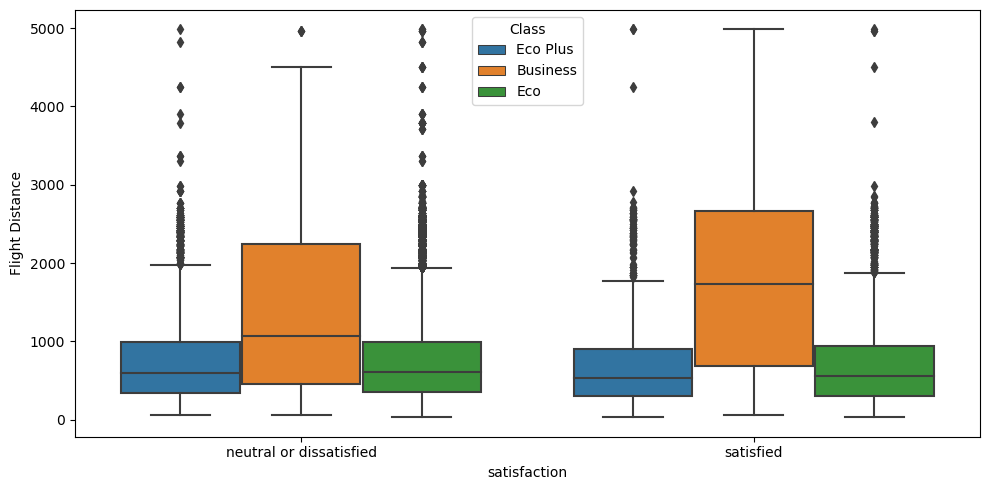 Class
Eco Plus
Business
Eco
Flight Distance
5000
4000
3000
2000
1000
0
neutral or dissatisfied
satisfied
satisfaction